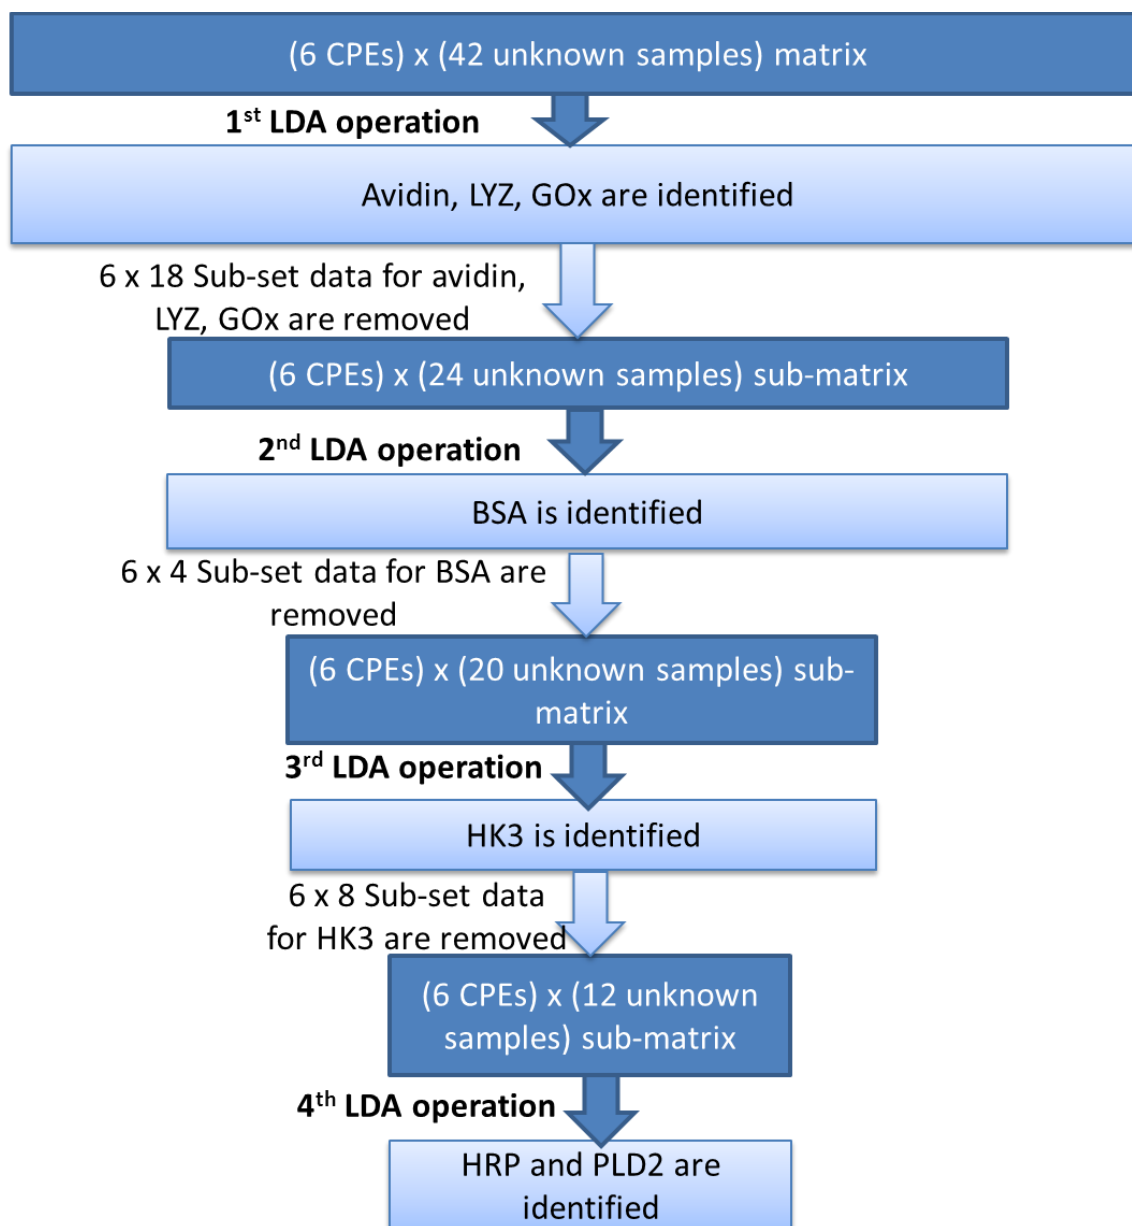 (6 CPEs) x (42 unknown samples) matrix
1st LDA operation
Avidin, LYZ, GOx are identified
6 x 18 Sub-set data for avidin,
LYZ, GOx are removed
(6 CPEs) x (24 unknown samples) sub-matrix
2nd LDA operation
BSA is identified
6 x 4 Sub-set data for BSA are
removed
(6 CPEs) x (20 unknown samples) sub-
matrix
3rd LDA operation
HK3 is identified
6 x 8 Sub-set data
for HK3 are removed
(6 CPEs) x (12 unknown
samples) sub-matrix
4th LDA operation
HRP and PLD2 are
identified